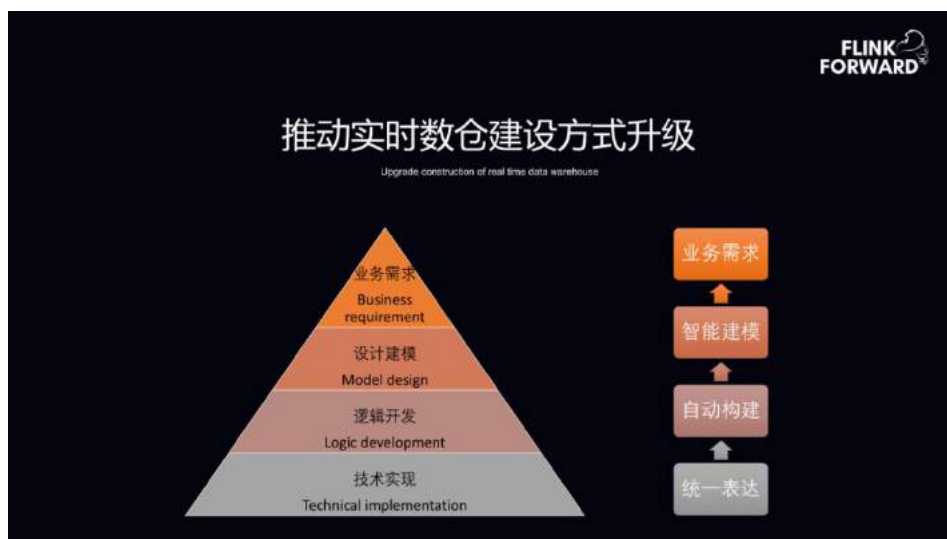 FLINK
FORWARD
推动实时数仓建设方式升级
Upgrade construction of real time data warehouse
业务需求
Business
requirement
设计建模
Model design
逻辑开发
Logic development
技术实现
Technical implementation
业务需求
智能建模
自动构建
统一表达